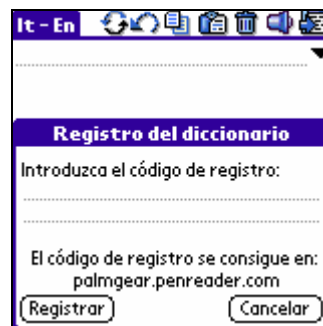 It - En
Registro del diccionario
Introduzca el código de registro:
El código de registro se consigue en:
palmgear.penreader.com
Registrar Cancelar